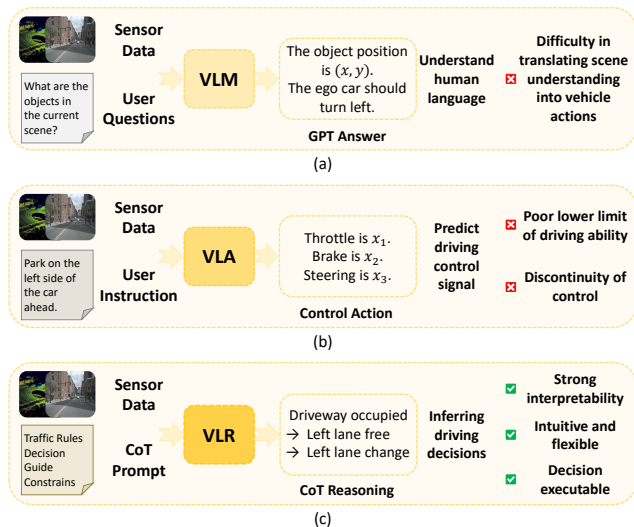 Sensor
Data
What are the
objects in
the current
scene?
User
Questions
VLM
The object position
is (x, y).
The ego car should
turn left.
GPT Answer
Understand
human
language
Difficulty in
translating scene
understanding
into vehicle
actions
(a)
Sensor
Data
Park on the
left side of
the car
ahead.
User
Instruction
VLA
Throttle is x₁.
Brake is x₂.
Steering is x₃.
Control Action
Predict
driving
control
signal
Poor lower limit
of driving ability
Discontinuity of
control
(b)
Sensor
Data
Traffic Rules
Decision
Guide
Constrains
CoT
Prompt
VLR
Driveway occupied
→ Left lane free
→ Left lane change
CoT Reasoning
Inferring
driving
decisions
Strong
interpretability
Intuitive and
flexible
Decision
executable
(c)